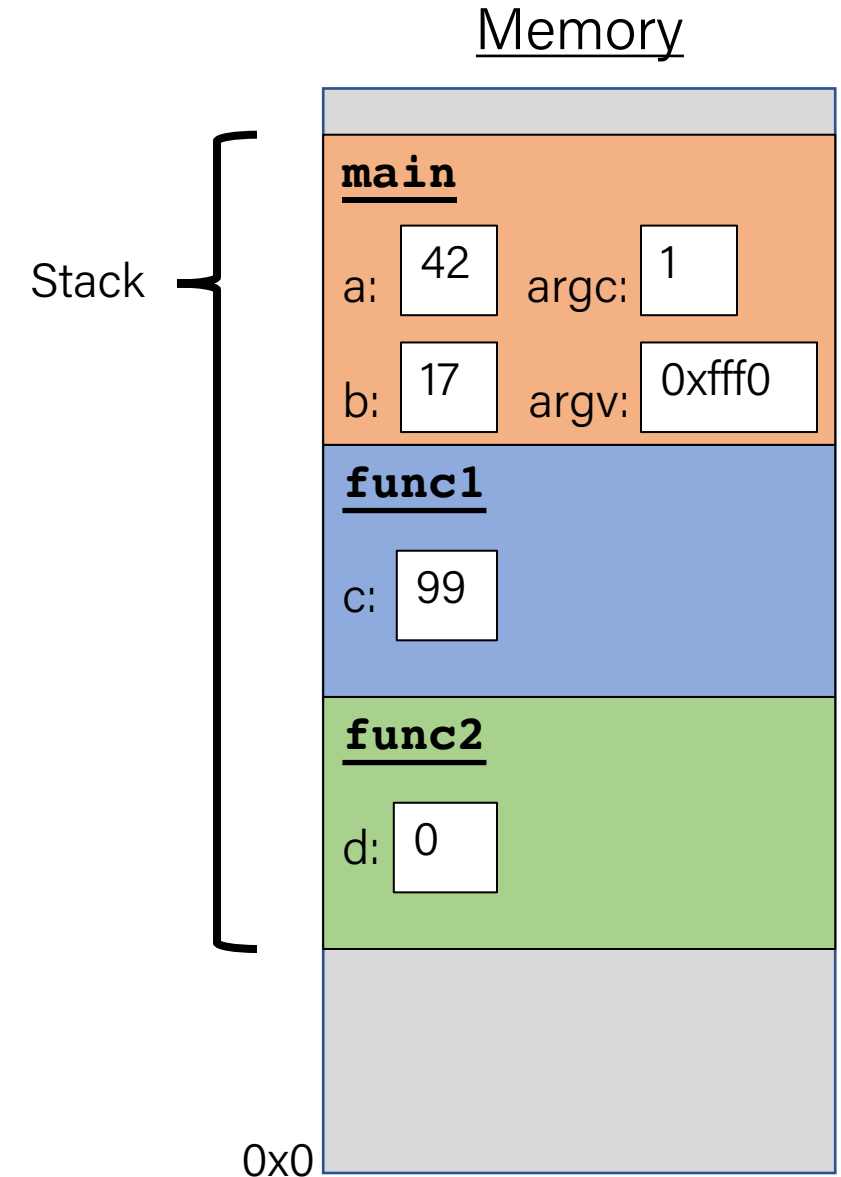 Memory
Stack
main
a: 42 argc: 1
b: 17 argv: 0xfff0
func1
c: 99
func2
d: 0
0x0